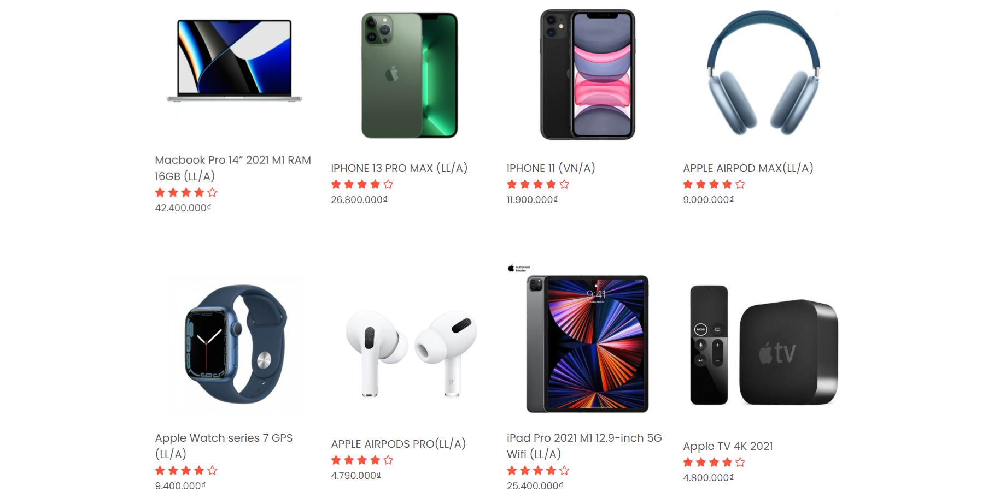 Macbook Pro 14” 2021 M1 RAM
16GB (LL/A)
42.400.000₫
IPHONE 13 PRO MAX (LL/A)
26.800.000₫
IPHONE 11 (VN/A)
11.900.000₫
APPLE AIRPOD MAX(LL/A)
9.000.000₫
Authorised
Reseller
9:41
Tuesday, April 20
R
MENU
tv
Apple Watch series 7 GPS
(LL/A)
9.400.000₫
APPLE AIRPODS PRO(LL/A)
4.790.000₫
iPad Pro 2021 M1 12.9-inch 5G
Wifi (LL/A)
25.400.000₫
Apple TV 4K 2021
4.800.000₫